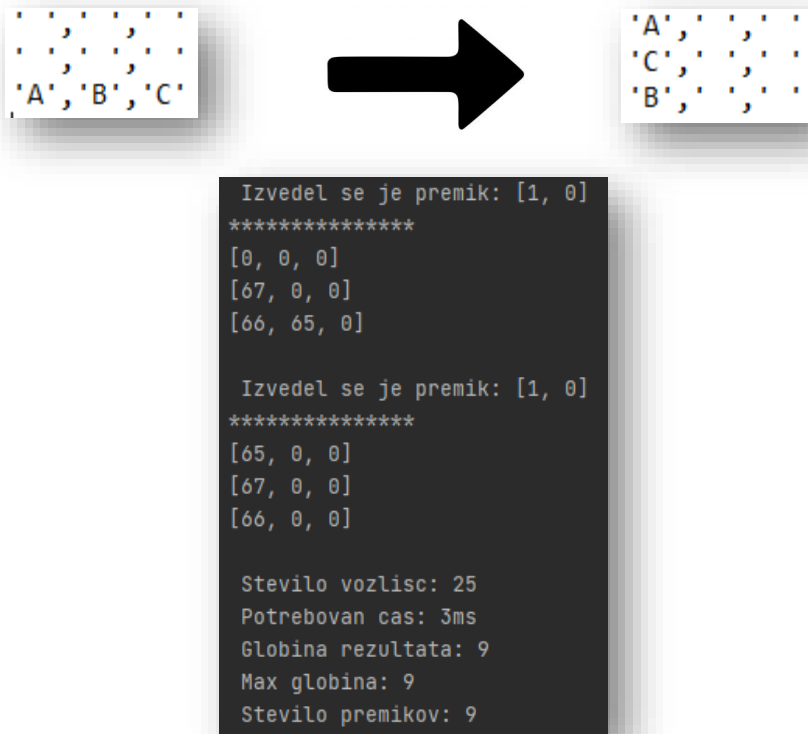 ' ',' ',' '
' ',' ',' '
'A','B','C'
'A',' ',' '
'C',' ',' '
'B',' ',' '
Izvedel se je premik: [1, 0]
***************
[0, 0, 0]
[67, 0, 0]
[66, 65, 0]
Izvedel se je premik: [1, 0]
***************
[65, 0, 0]
[67, 0, 0]
[66, 0, 0]
Stevilo vozlisc: 25
Potrebovan cas: 3ms
Globina rezultata: 9
Max globina: 9
Stevilo premikov: 9